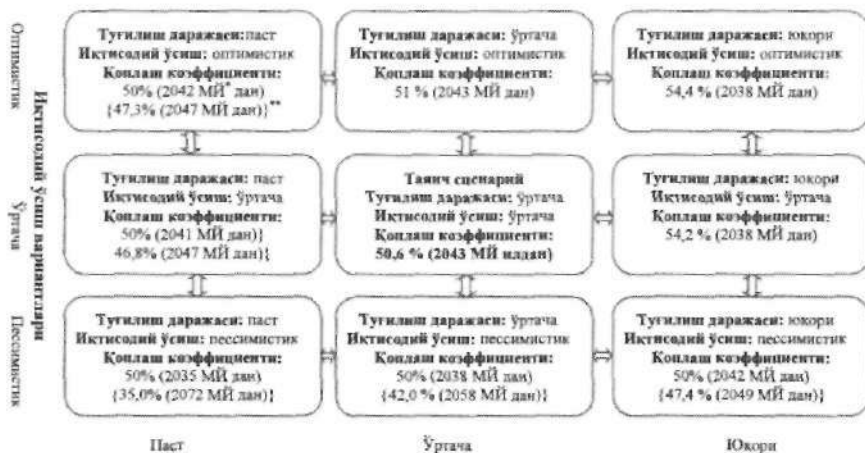 Иқтисодий ўсиш вариантлари
Оптимистик
Туғилиш даражаси: паст
Иқтисодий ўсиш: оптимистик
Қоплаш коэффициенти:
50% (2042 МЙ* дан)
{47,3% (2047 МЙ дан)}**
Туғилиш даражаси: ўртача
Иқтисодий ўсиш: оптимистик
Қоплаш коэффициенти:
51 % (2043 МЙ дан)
Туғилиш даражаси: юқори
Иқтисодий ўсиш: оптимистик
Қоплаш коэффициенти:
54,4 % (2038 МЙ дан)
Ўртача
Туғилиш даражаси: паст
Иқтисодий ўсиш: ўртача
Қоплаш коэффициенти:
50% (2041 МЙ дан)}
46,8% (2047 МЙ дан)}
Таянч сценарий
Туғилиш даражаси: ўртача
Иқтисодий ўсиш: ўртача
Қоплаш коэффициенти:
50,6 % (2043 МЙ илдан)
Туғилиш даражаси: юқори
Иқтисодий ўсиш: ўртача
Қоплаш коэффициенти:
54,2 % (2038 МЙ дан)
Пессимистик
Туғилиш даражаси: паст
Иқтисодий ўсиш: пессимистик
Қоплаш коэффициенти:
50% (2035 МЙ дан)
{35,0% (2072 МЙ дан)}
Туғилиш даражаси: ўртача
Иқтисодий ўсиш: пессимистик
Қоплаш коэффициенти:
50% (2038 МЙ дан)
{42,0 % (2058 МЙ дан)}
Туғилиш даражаси: юқори
Иқтисодий ўсиш: пессимистик
Қоплаш коэффициенти:
50% (2042 МЙ дан)
{47,4 % (2049 МЙ дан)}
Паст
Ўртача
Юқори